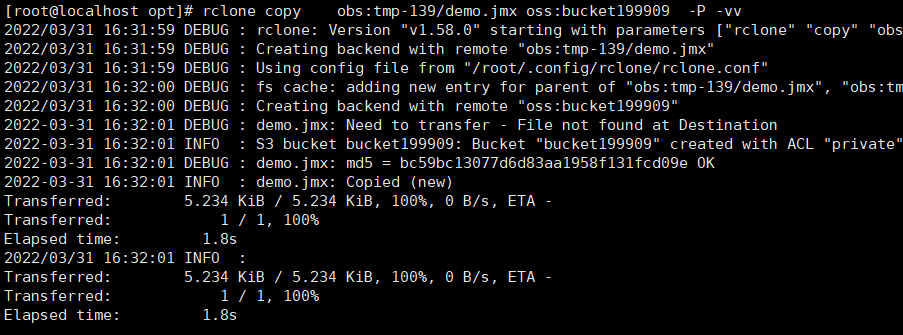 [root@localhost opt]# rclone copy    obs:tmp-139/demo.jmx oss:bucket199909  -P -vv
2022/03/31 16:31:59 DEBUG : rclone: Version "v1.58.0" starting with parameters ["rclone" "copy" "obs
2022/03/31 16:31:59 DEBUG : Creating backend with remote "obs:tmp-139/demo.jmx"
2022/03/31 16:31:59 DEBUG : Using config file from "/root/.config/rclone/rclone.conf"
2022/03/31 16:32:00 DEBUG : fs cache: adding new entry for parent of "obs:tmp-139/demo.jmx", "obs:tm
2022/03/31 16:32:00 DEBUG : Creating backend with remote "oss:bucket199909"
2022-03-31 16:32:01 DEBUG : demo.jmx: Need to transfer - File not found at Destination
2022-03-31 16:32:01 INFO  : S3 bucket bucket199909: Bucket "bucket199909" created with ACL "private"
2022-03-31 16:32:01 DEBUG : demo.jmx: md5 = bc59bc13077d6d83aa1958f131fcd09e OK
2022-03-31 16:32:01 INFO  : demo.jmx: Copied (new)
Transferred:        5.234 KiB / 5.234 KiB, 100%, 0 B/s, ETA -
Transferred:            1 / 1, 100%
Elapsed time:         1.8s
2022/03/31 16:32:01 INFO  :
Transferred:        5.234 KiB / 5.234 KiB, 100%, 0 B/s, ETA -
Transferred:            1 / 1, 100%
Elapsed time:         1.8s